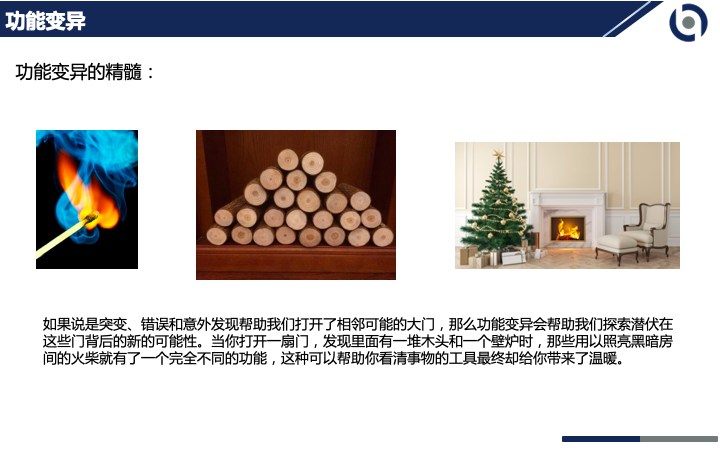 功能变异
功能变异的精髓：
如果说是突变、错误和意外发现帮助我们打开了相邻可能的大门，那么功能变异会帮助我们探索潜伏在
这些门背后的新的可能性。当你打开一扇门，发现里面有一堆木头和一个壁炉时，那些用以照亮黑暗房
间的火柴就有了一个完全不同的功能，这种可以帮助你看清事物的工具最终却给你带来了温暖。